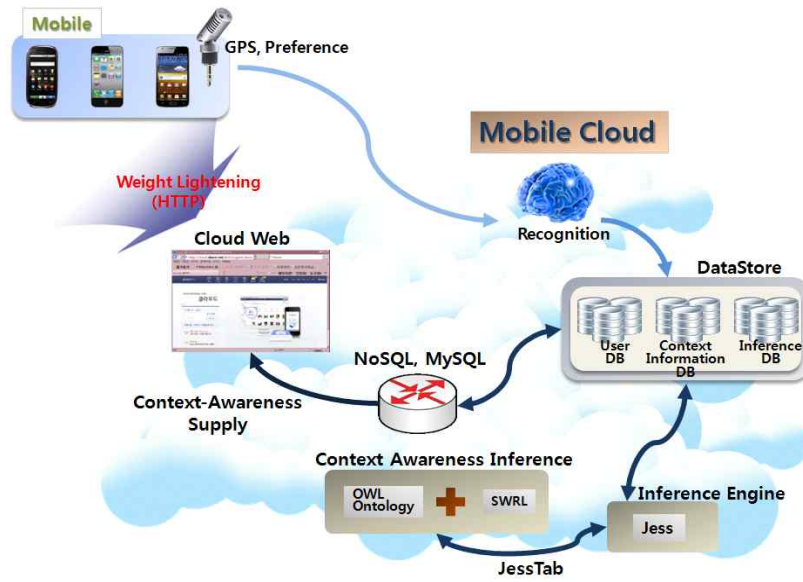 Mobile
GPS, Preference
Mobile Cloud
Weight Lightening
(HTTP)
Recognition
Cloud Web
DataStore
User
DB
Context
Information
DB
Inference
DB
NoSQL, MySQL
Context-Awareness
Supply
Context Awareness Inference
OWL
Ontology
SWRL
Inference Engine
Jess
JessTab